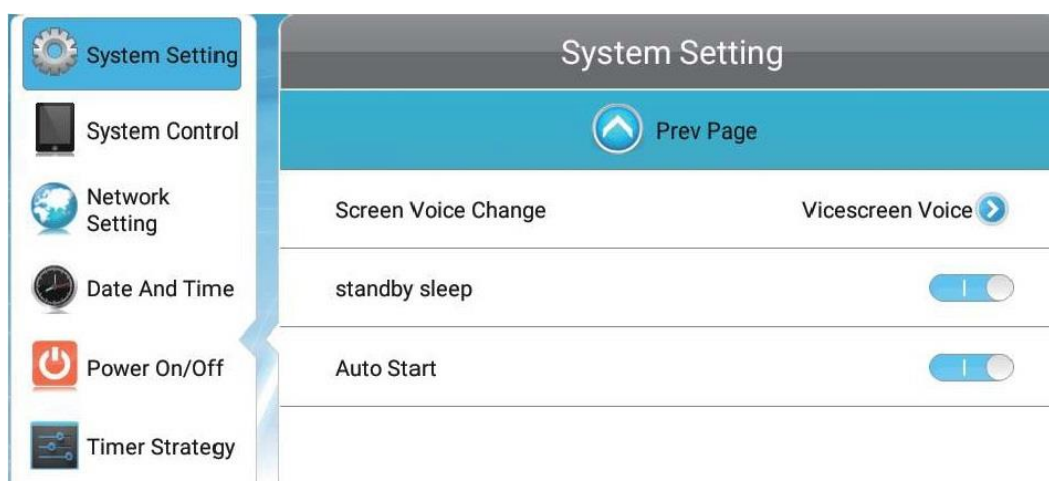 System Setting
System Control
Network
Setting
Date And Time
Power On/Off
Timer Strategy
System Setting
Prev Page
Screen Voice Change
Vicescreen Voice
standby sleep
Auto Start